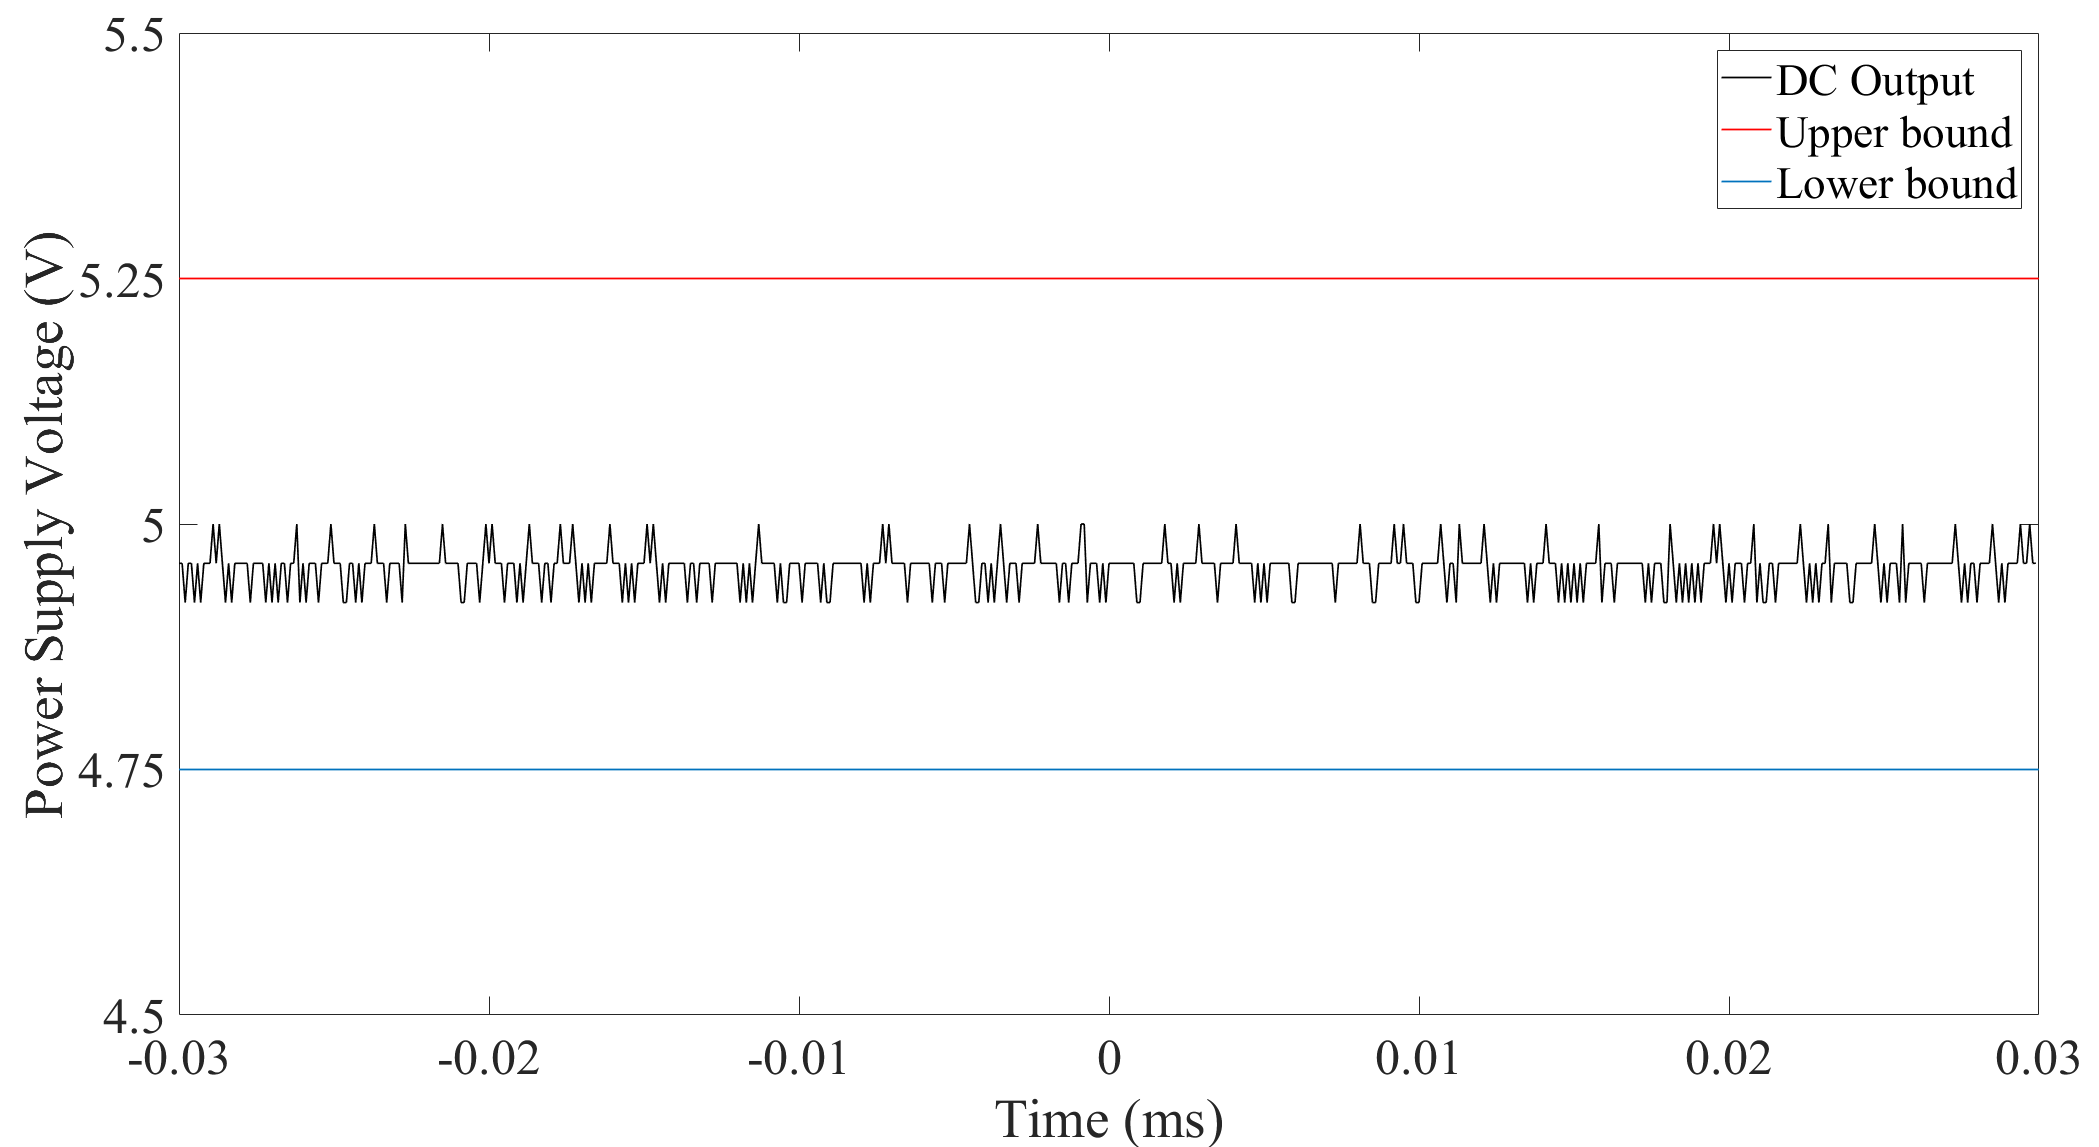 Power Supply Voltage (V)
5.5
5.25
5
4.75
4.5
DC Output
Upper bound
Lower bound
-0.03 -0.02 -0.01 0 0.01 0.02 0.03
Time (ms)